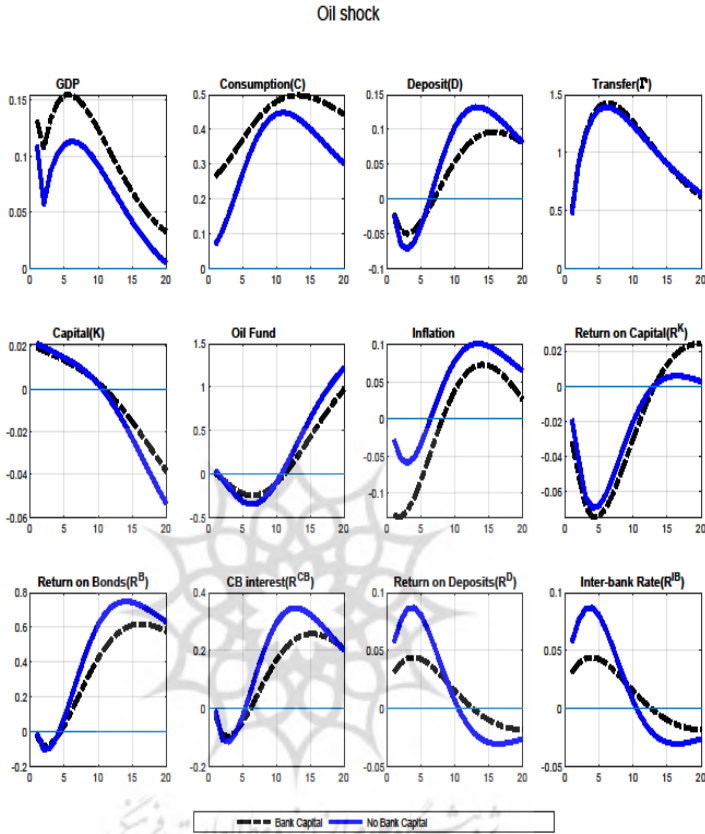 Oil shock
GDP
0.15
0.1
0.05
0
0 5 10 15 20
Consumption(C)
0.5
0.4
0.3
0.2
0.1
0
0 5 10 15 20
Deposit(D)
0.15
0.1
0.05
0
-0.05
-0.1
0 5 10 15 20
Transfer(Γ)
1.5
1
0.5
0
0 5 10 15 20
Capital(K)
0.02
0
-0.02
-0.04
-0.06
0 5 10 15 20
Oil Fund
1.5
1
0.5
0
-0.5
0 5 10 15 20
Inflation
0.1
0.05
0
-0.05
-0.1
0 5 10 15 20
Return on Capital(R^K)
0.02
0
-0.02
-0.04
-0.06
0 5 10 15 20
Return on Bonds(R^B)
0.8
0.6
0.4
0.2
0
-0.2
0 5 10 15 20
CB interest(R^CB)
0.4
0.2
0
-0.2
0 5 10 15 20
Return on Deposits(R^D)
0.1
0.05
0
-0.05
0 5 10 15 20
Inter-bank Rate(R^IB)
0.1
0.05
0
-0.05
0 5 10 15 20
Bank Capital No Bank Capital